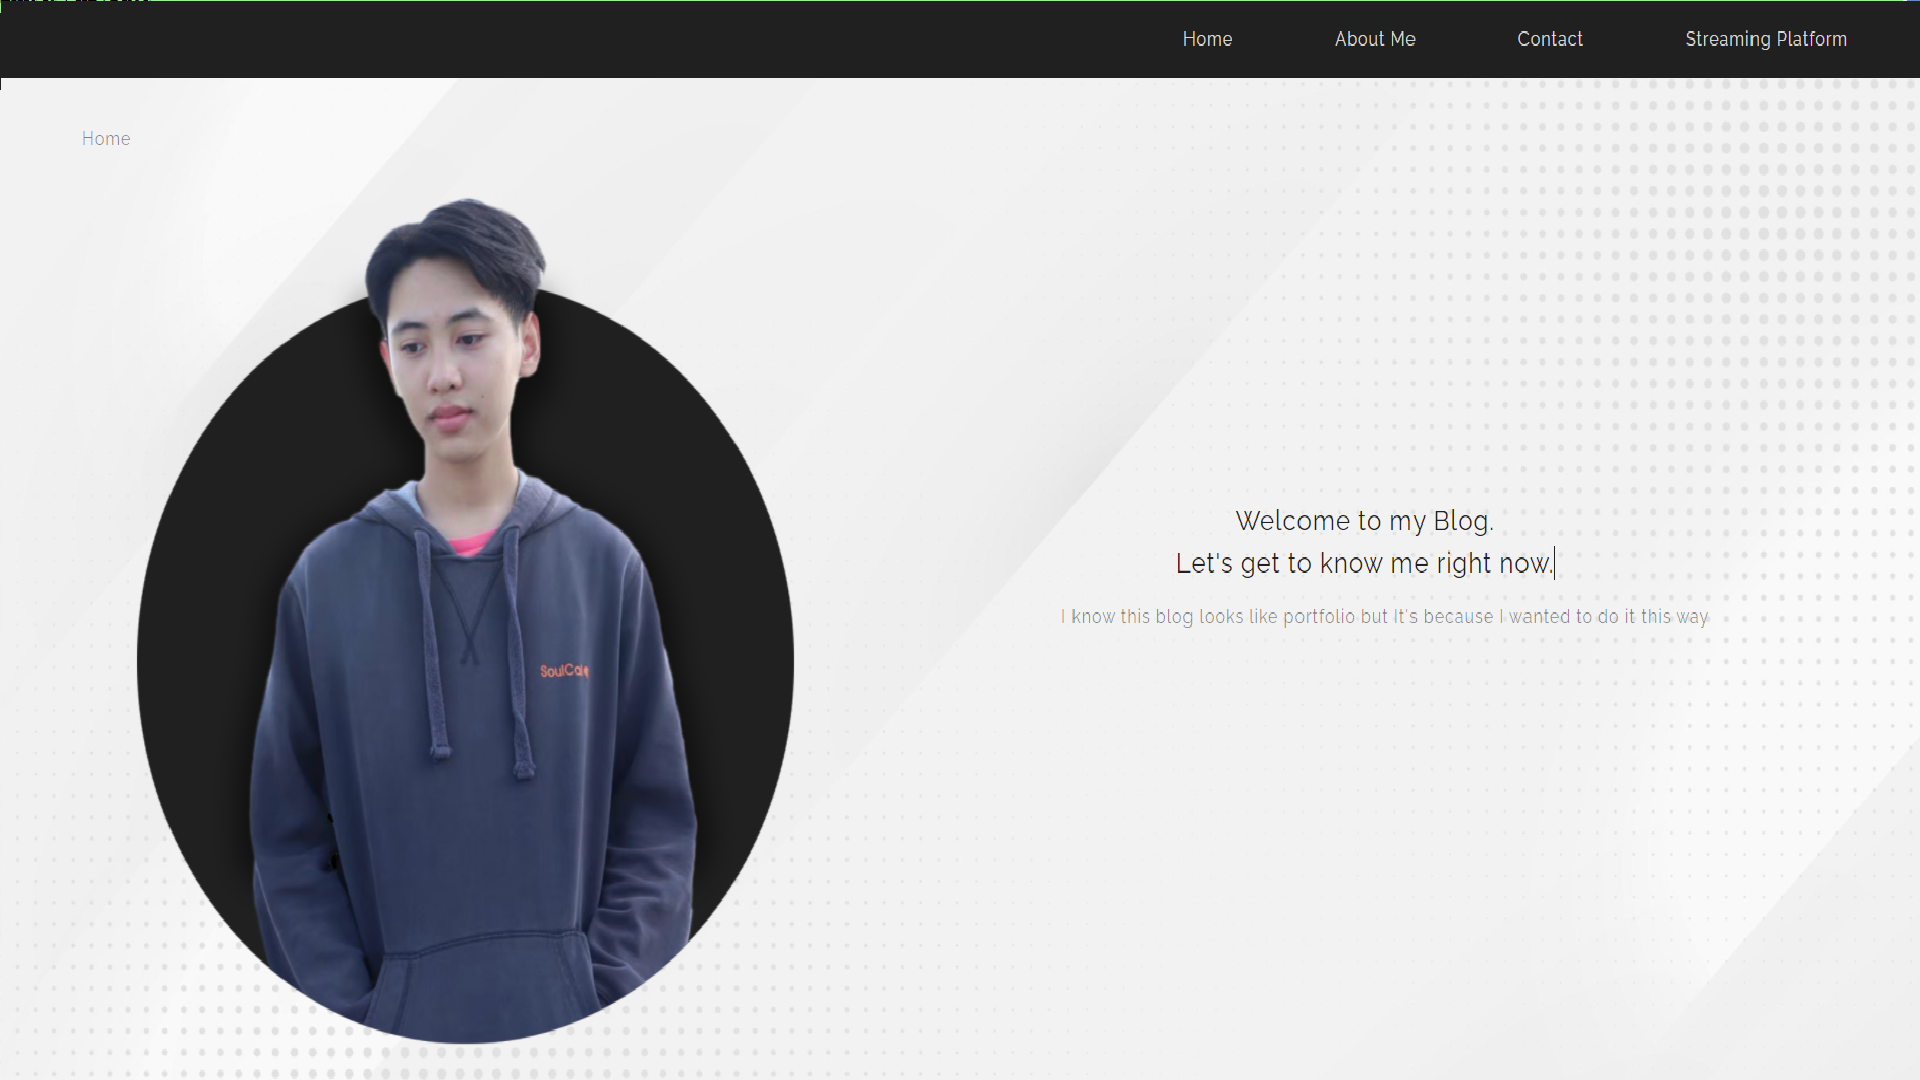 Home
About Me
Contact
Streaming Platform
Home
Welcome to my Blog.
Let's get to know me right now.
I know this blog looks like portfolio but It's because I wanted to do it this way